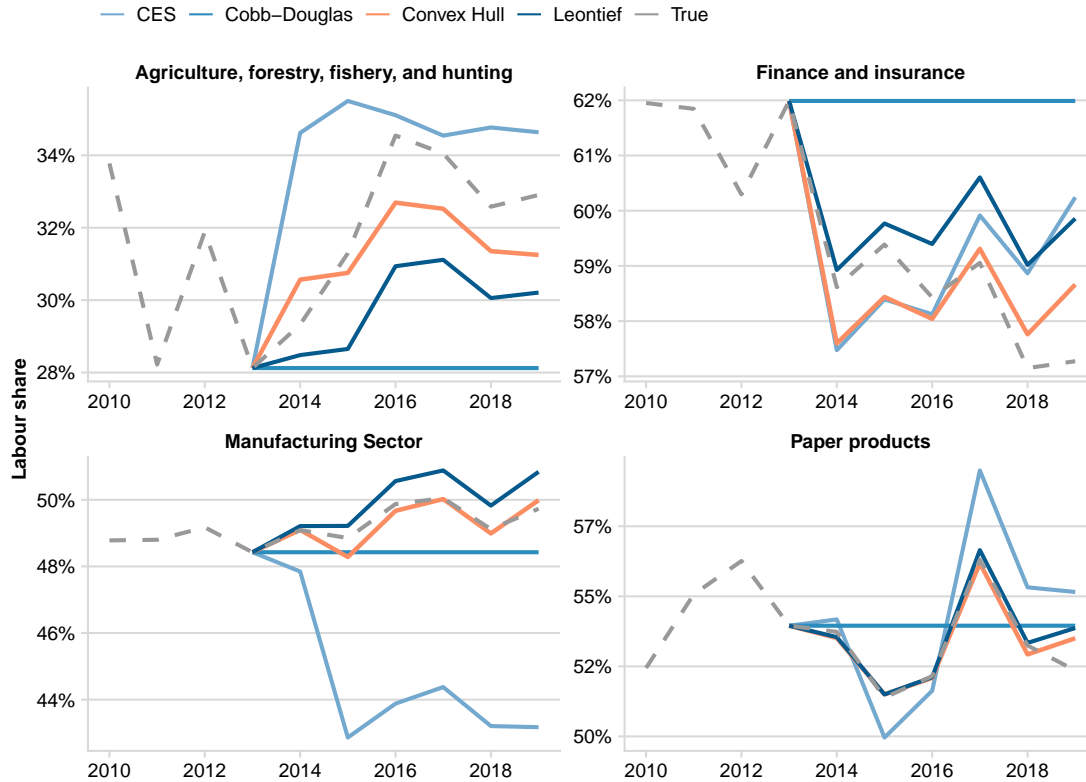 CES Cobb–Douglas Convex Hull Leontief True
Labour share
Agriculture, forestry, fishery, and hunting
34%
32%
30%
28%
2010 2012 2014 2016 2018
Finance and insurance
62%
61%
60%
59%
58%
57%
2010 2012 2014 2016 2018
Manufacturing Sector
50%
48%
46%
44%
2010 2012 2014 2016 2018
Paper products
57%
55%
52%
50%
2010 2012 2014 2016 2018